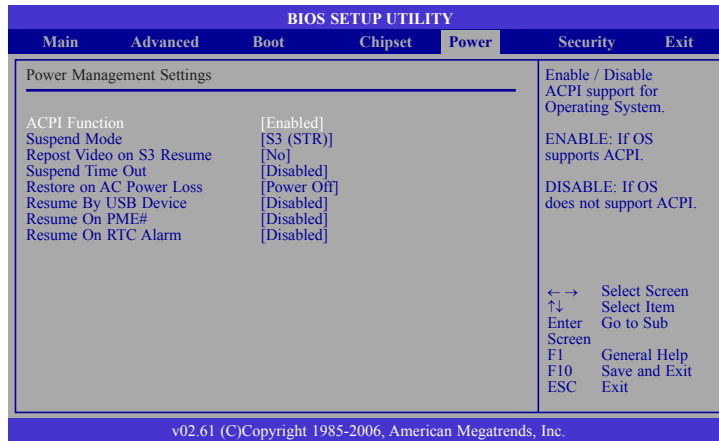 BIOS SETUP UTILITY
Main Advanced Boot Chipset Power Security Exit
Power Management Settings
ACPI Function [Enabled]
Suspend Mode [S3 (STR)]
Repost Video on S3 Resume [No]
Suspend Time Out [Disabled]
Restore on AC Power Loss [Power Off]
Resume By USB Device [Disabled]
Resume On PME# [Disabled]
Resume On RTC Alarm [Disabled]
Enable / Disable
ACPI support for
Operating System.
ENABLE: If OS
supports ACPI.
DISABLE: If OS
does not support ACPI.
←→ Select Screen
↑↓ Select Item
Enter Go to Sub
Screen
F1 General Help
F10 Save and Exit
ESC Exit
v02.61 (C)Copyright 1985-2006, American Megatrends, Inc.